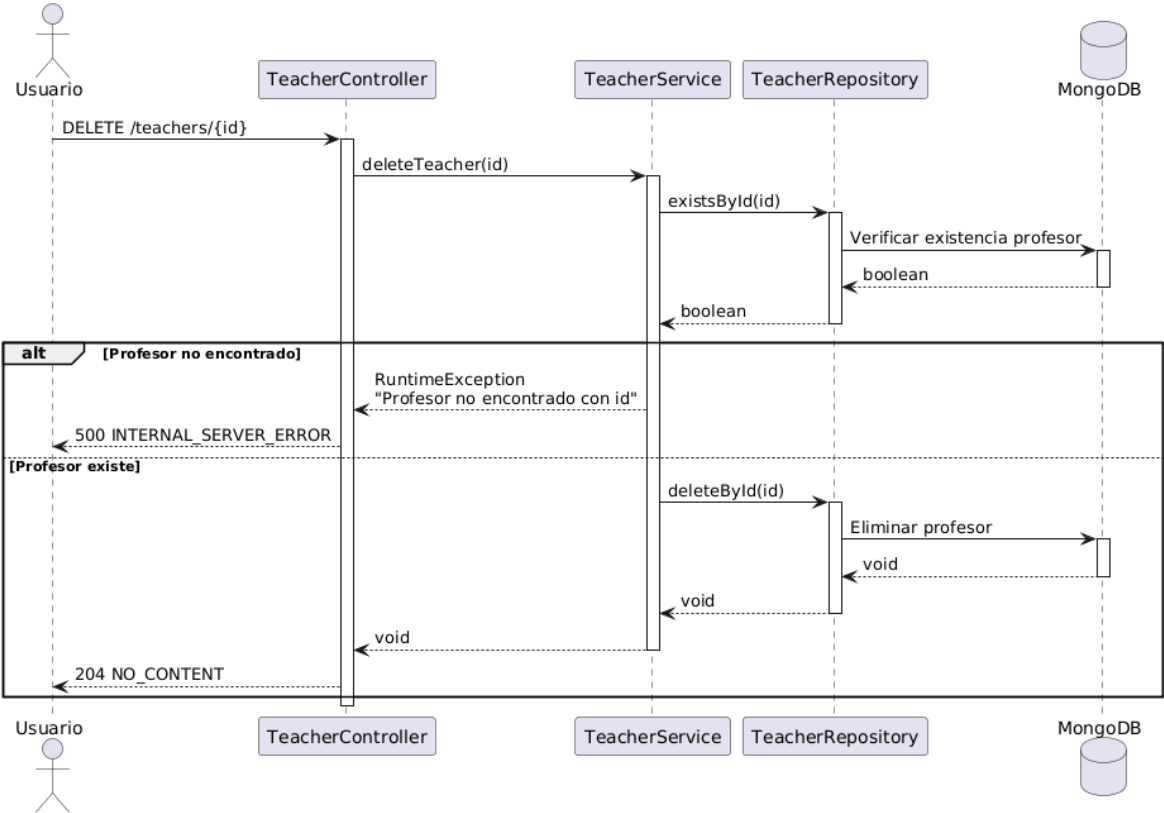 Usuario
TeacherController
TeacherService
TeacherRepository
MongoDB
DELETE /teachers/{id}
deleteTeacher(id)
existsById(id)
Verificar existencia profesor
boolean
boolean
alt [Profesor no encontrado]
RuntimeException
"Profesor no encontrado con id"
500 INTERNAL_SERVER_ERROR
[Profesor existe]
deleteById(id)
Eliminar profesor
void
void
void
204 NO_CONTENT
Usuario
TeacherController
TeacherService
TeacherRepository
MongoDB